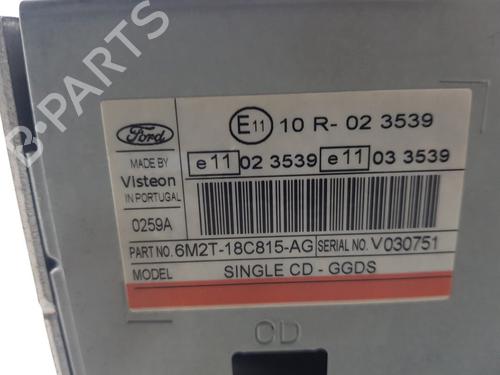 Ford
E11 10 R- 02 3539
MADE BY
Visteon
IN PORTUGAL
e11 02 3539 e11 03 3539
0259A
PART NO. 6M2T-18C815-AG SERIAL NO. V030751
MODEL SINGLE CD - GGDS
CD
B-PARTS